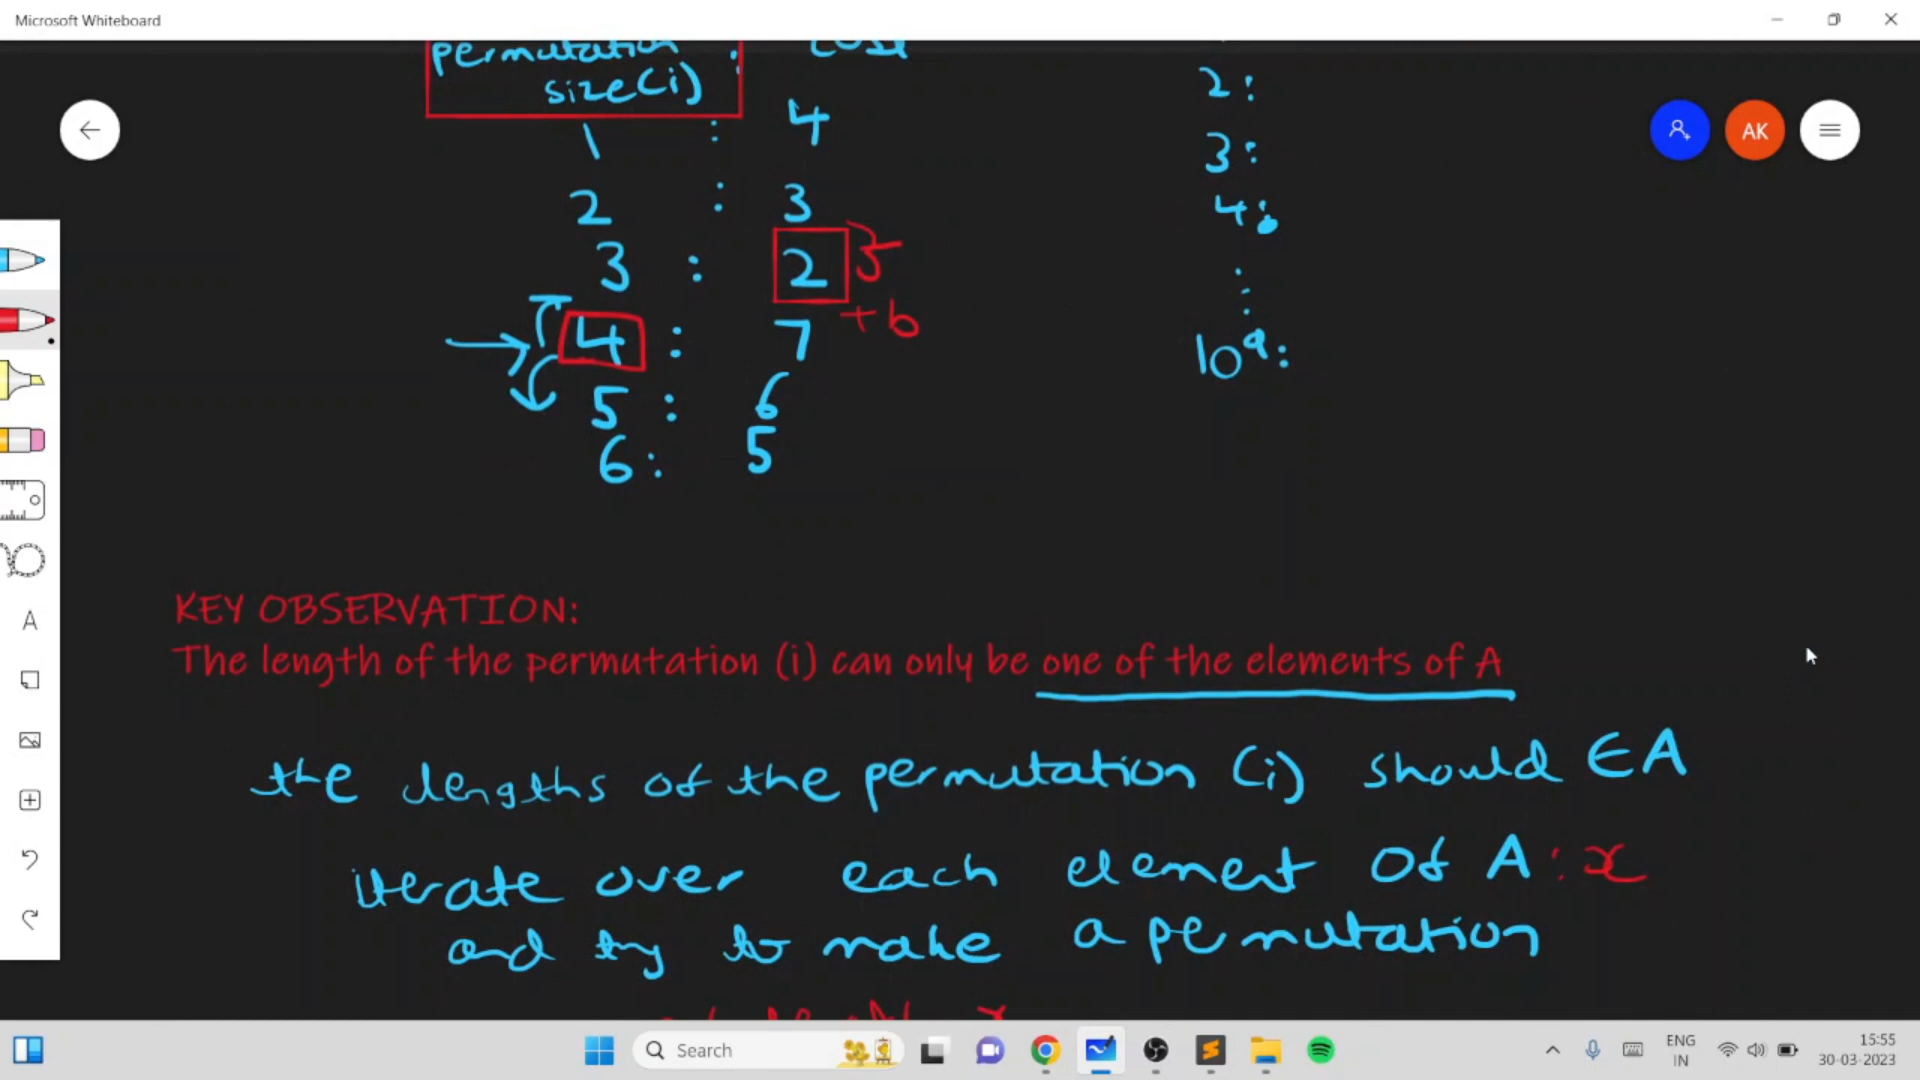 Microsoft Whiteboard
permutation : cost
size(i)
1 : 4
2 : 3
3 : 2
+b
4 : 7
5 : 6
6 : 5
2 :
3 :
4 :
10^9 :
AK
KEY OBSERVATION:
The length of the permutation (i) can only be one of the elements of A
the lengths of the permutation (i) should ∈ A
iterate over each element of A : x
and try to make a permutation
A
Search
ENG
IN
15:55
30-03-2023